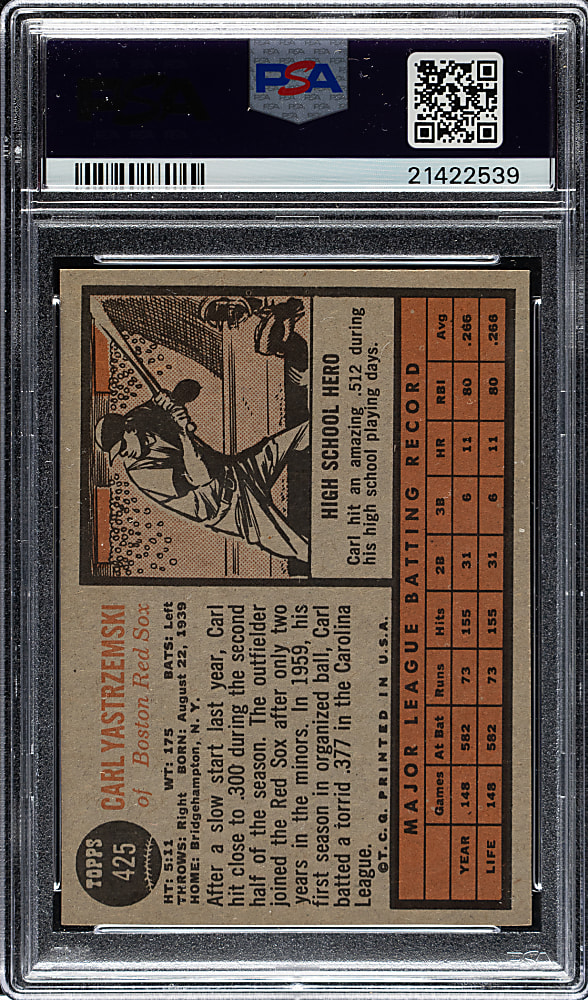 PSA
21422539
TOPPS
425
CARL YASTRZEMSKI
of Boston Red Sox
HT: 5:11 WT: 175 BATS: Left
THROWS: Right BORN: August 22, 1939
HOME: Bridgehampton, N. Y.
After a slow start last year, Carl
hit close to .300 during the second
half of the season. The outfielder
joined the Red Sox after only two
years in the minors. In 1959, his
first season in organized ball, Carl
batted a torrid .377 in the Carolina
League.
©T. C. G. PRINTED IN U.S.A.
HIGH SCHOOL HERO
Carl hit an amazing .512 during
his high school playing days.
MAJOR LEAGUE BATTING RECORD
Games At Bat Runs Hits 2B 3B HR RBI Avg
YEAR 148 582 73 155 31 6 11 80 .266
LIFE 148 582 73 155 31 6 11 80 .266